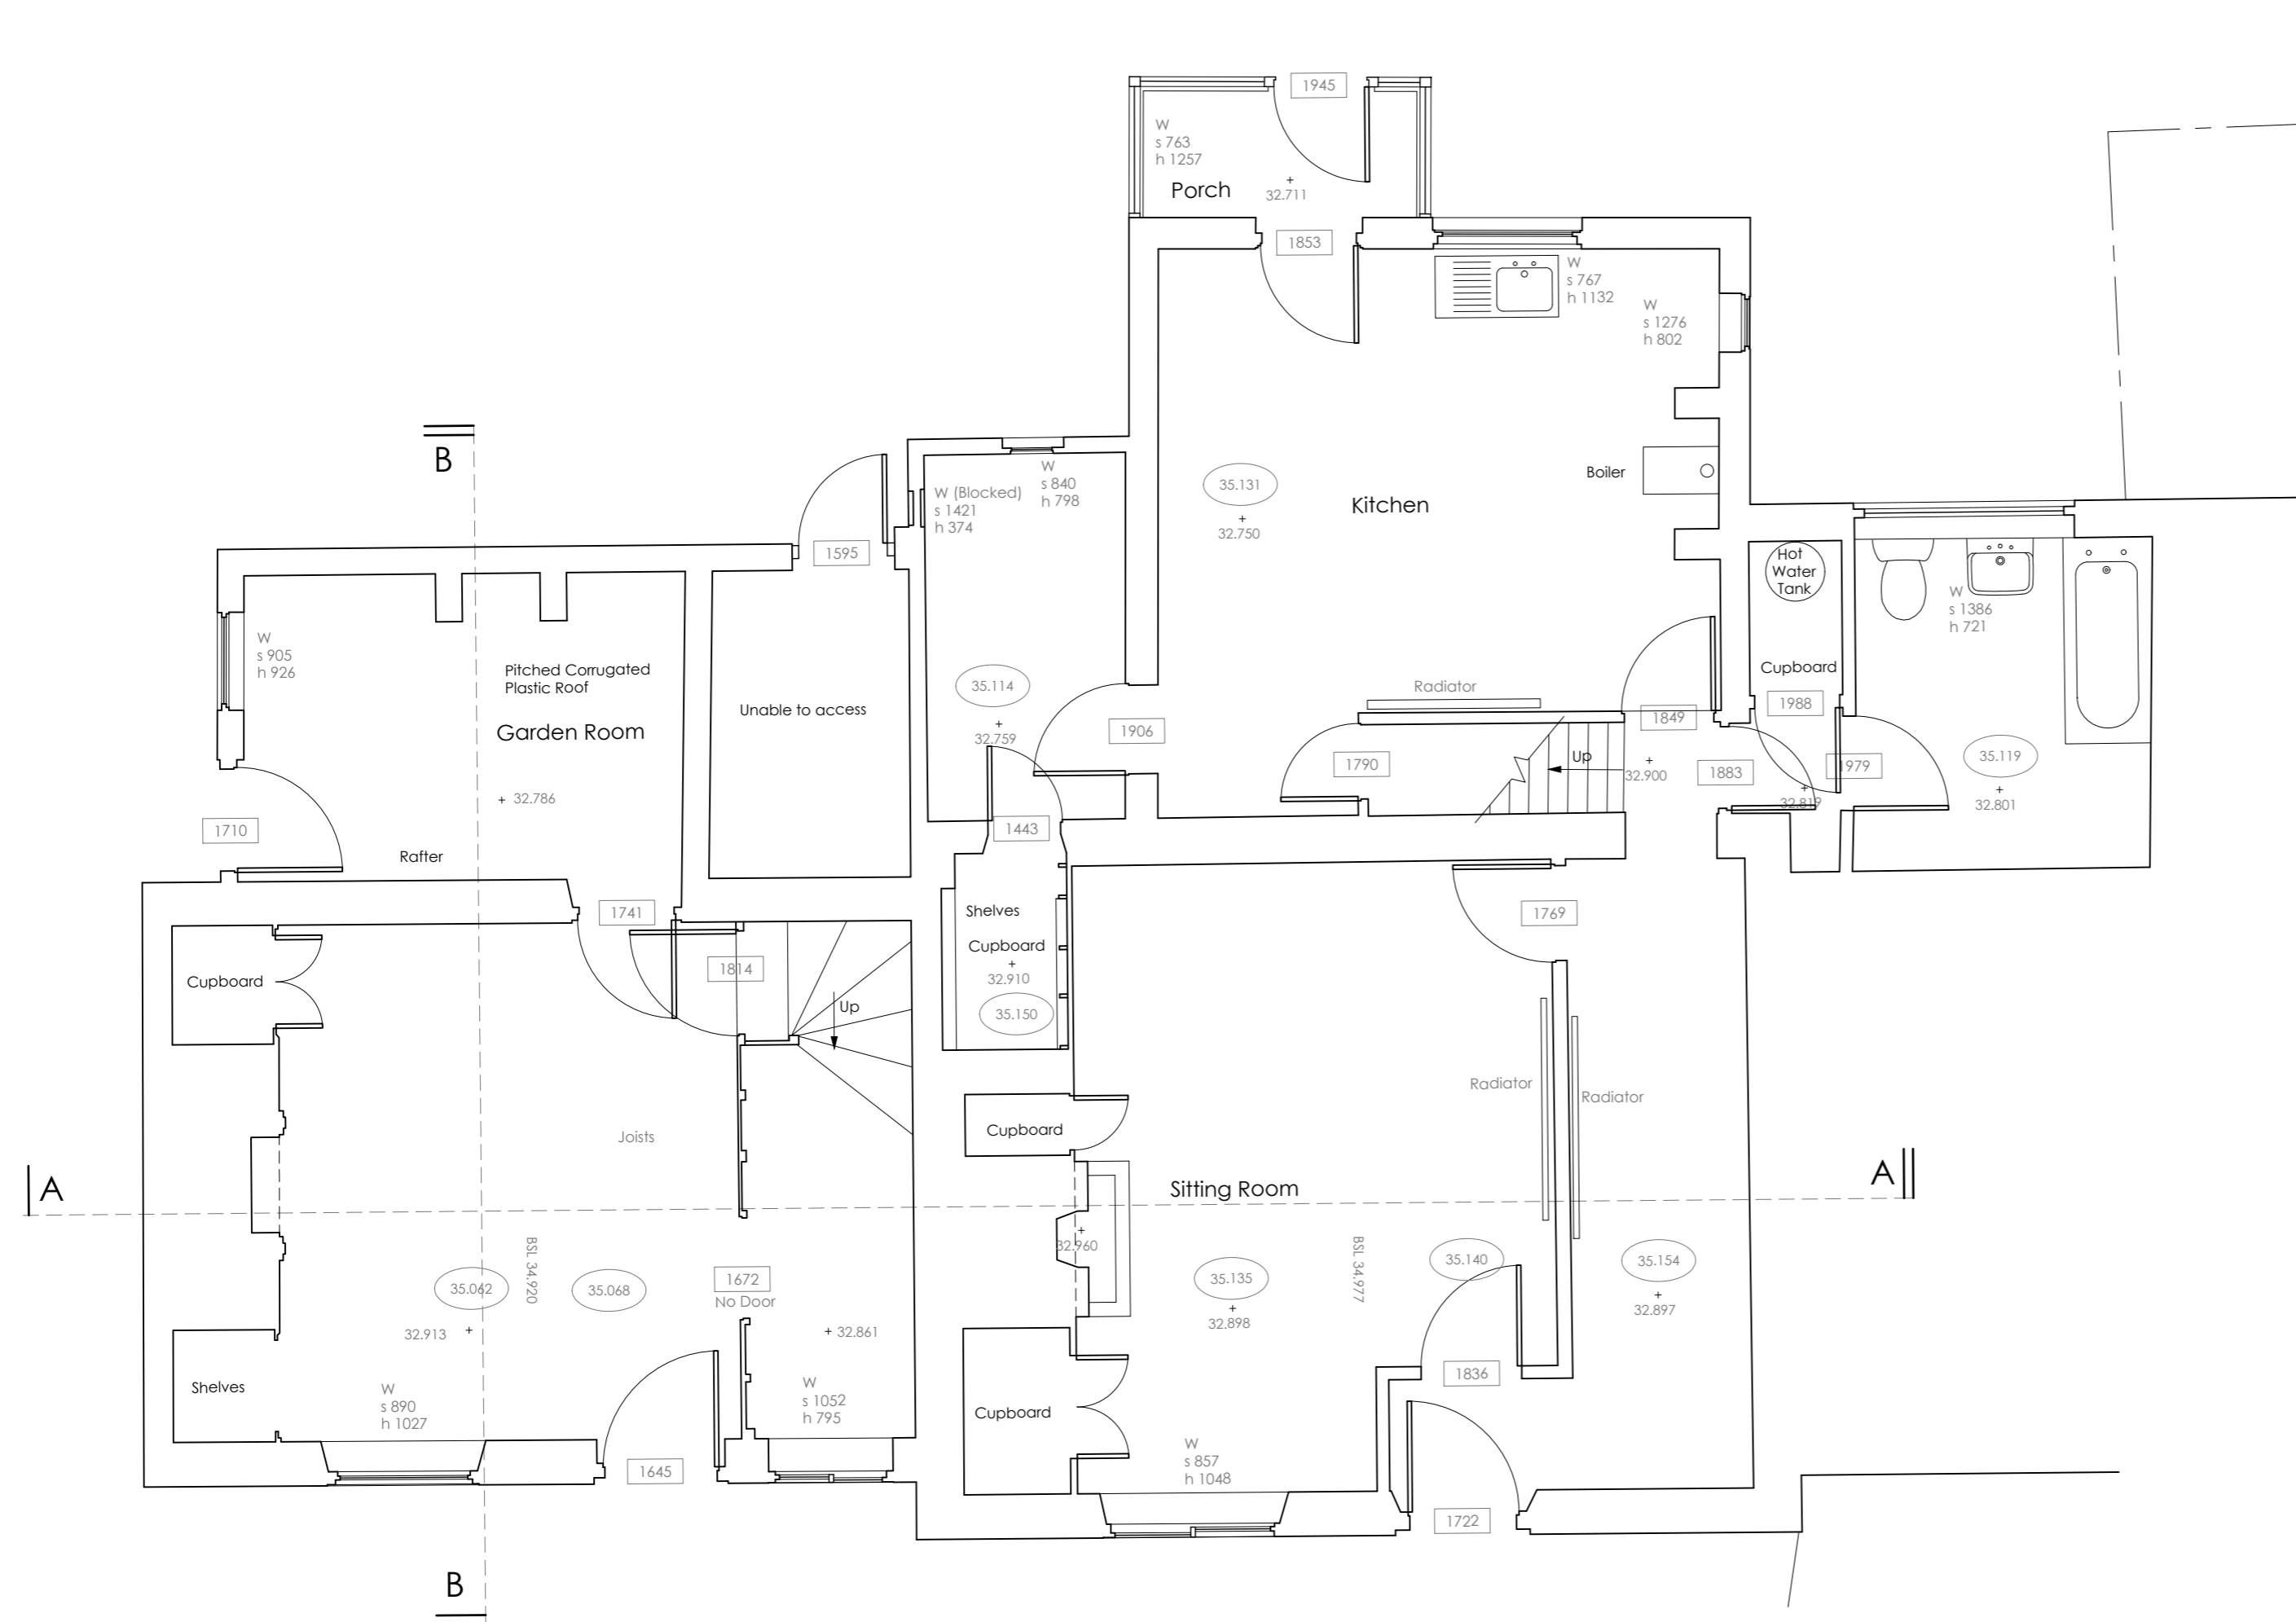 1945
W
s 763
h 1257
Porch
32.711
1853
W
s 767
h 1132
W
s 1276
h 802
B
W
s 840
h 798
W (Blocked)
s 1421
h 374
35.131
32.750
Kitchen
Boiler
1595
Hot
Water
Tank
W
s 1386
h 721
W
s 905
h 926
Pitched Corrugated
Plastic Roof
Garden Room
Unable to access
35.114
32.759
Radiator
Cupboard
1988
1849
1906
1790
Up
32.900
1883
1979
35.119
32.819
32.801
32.786
1710
Rafter
1443
1741
Shelves
1769
Cupboard
32.910
35.150
Cupboard
1814
Up
Radiator
Radiator
Joists
Cupboard
A
Sitting Room
A
32.960
BSL 34.920
35.062
35.068
1672
No Door
35.135
32.898
BSL 34.977
35.140
35.154
32.897
32.913
32.861
Shelves
W
s 890
h 1027
W
s 1052
h 795
1836
Cupboard
W
s 857
h 1048
1645
1722
B